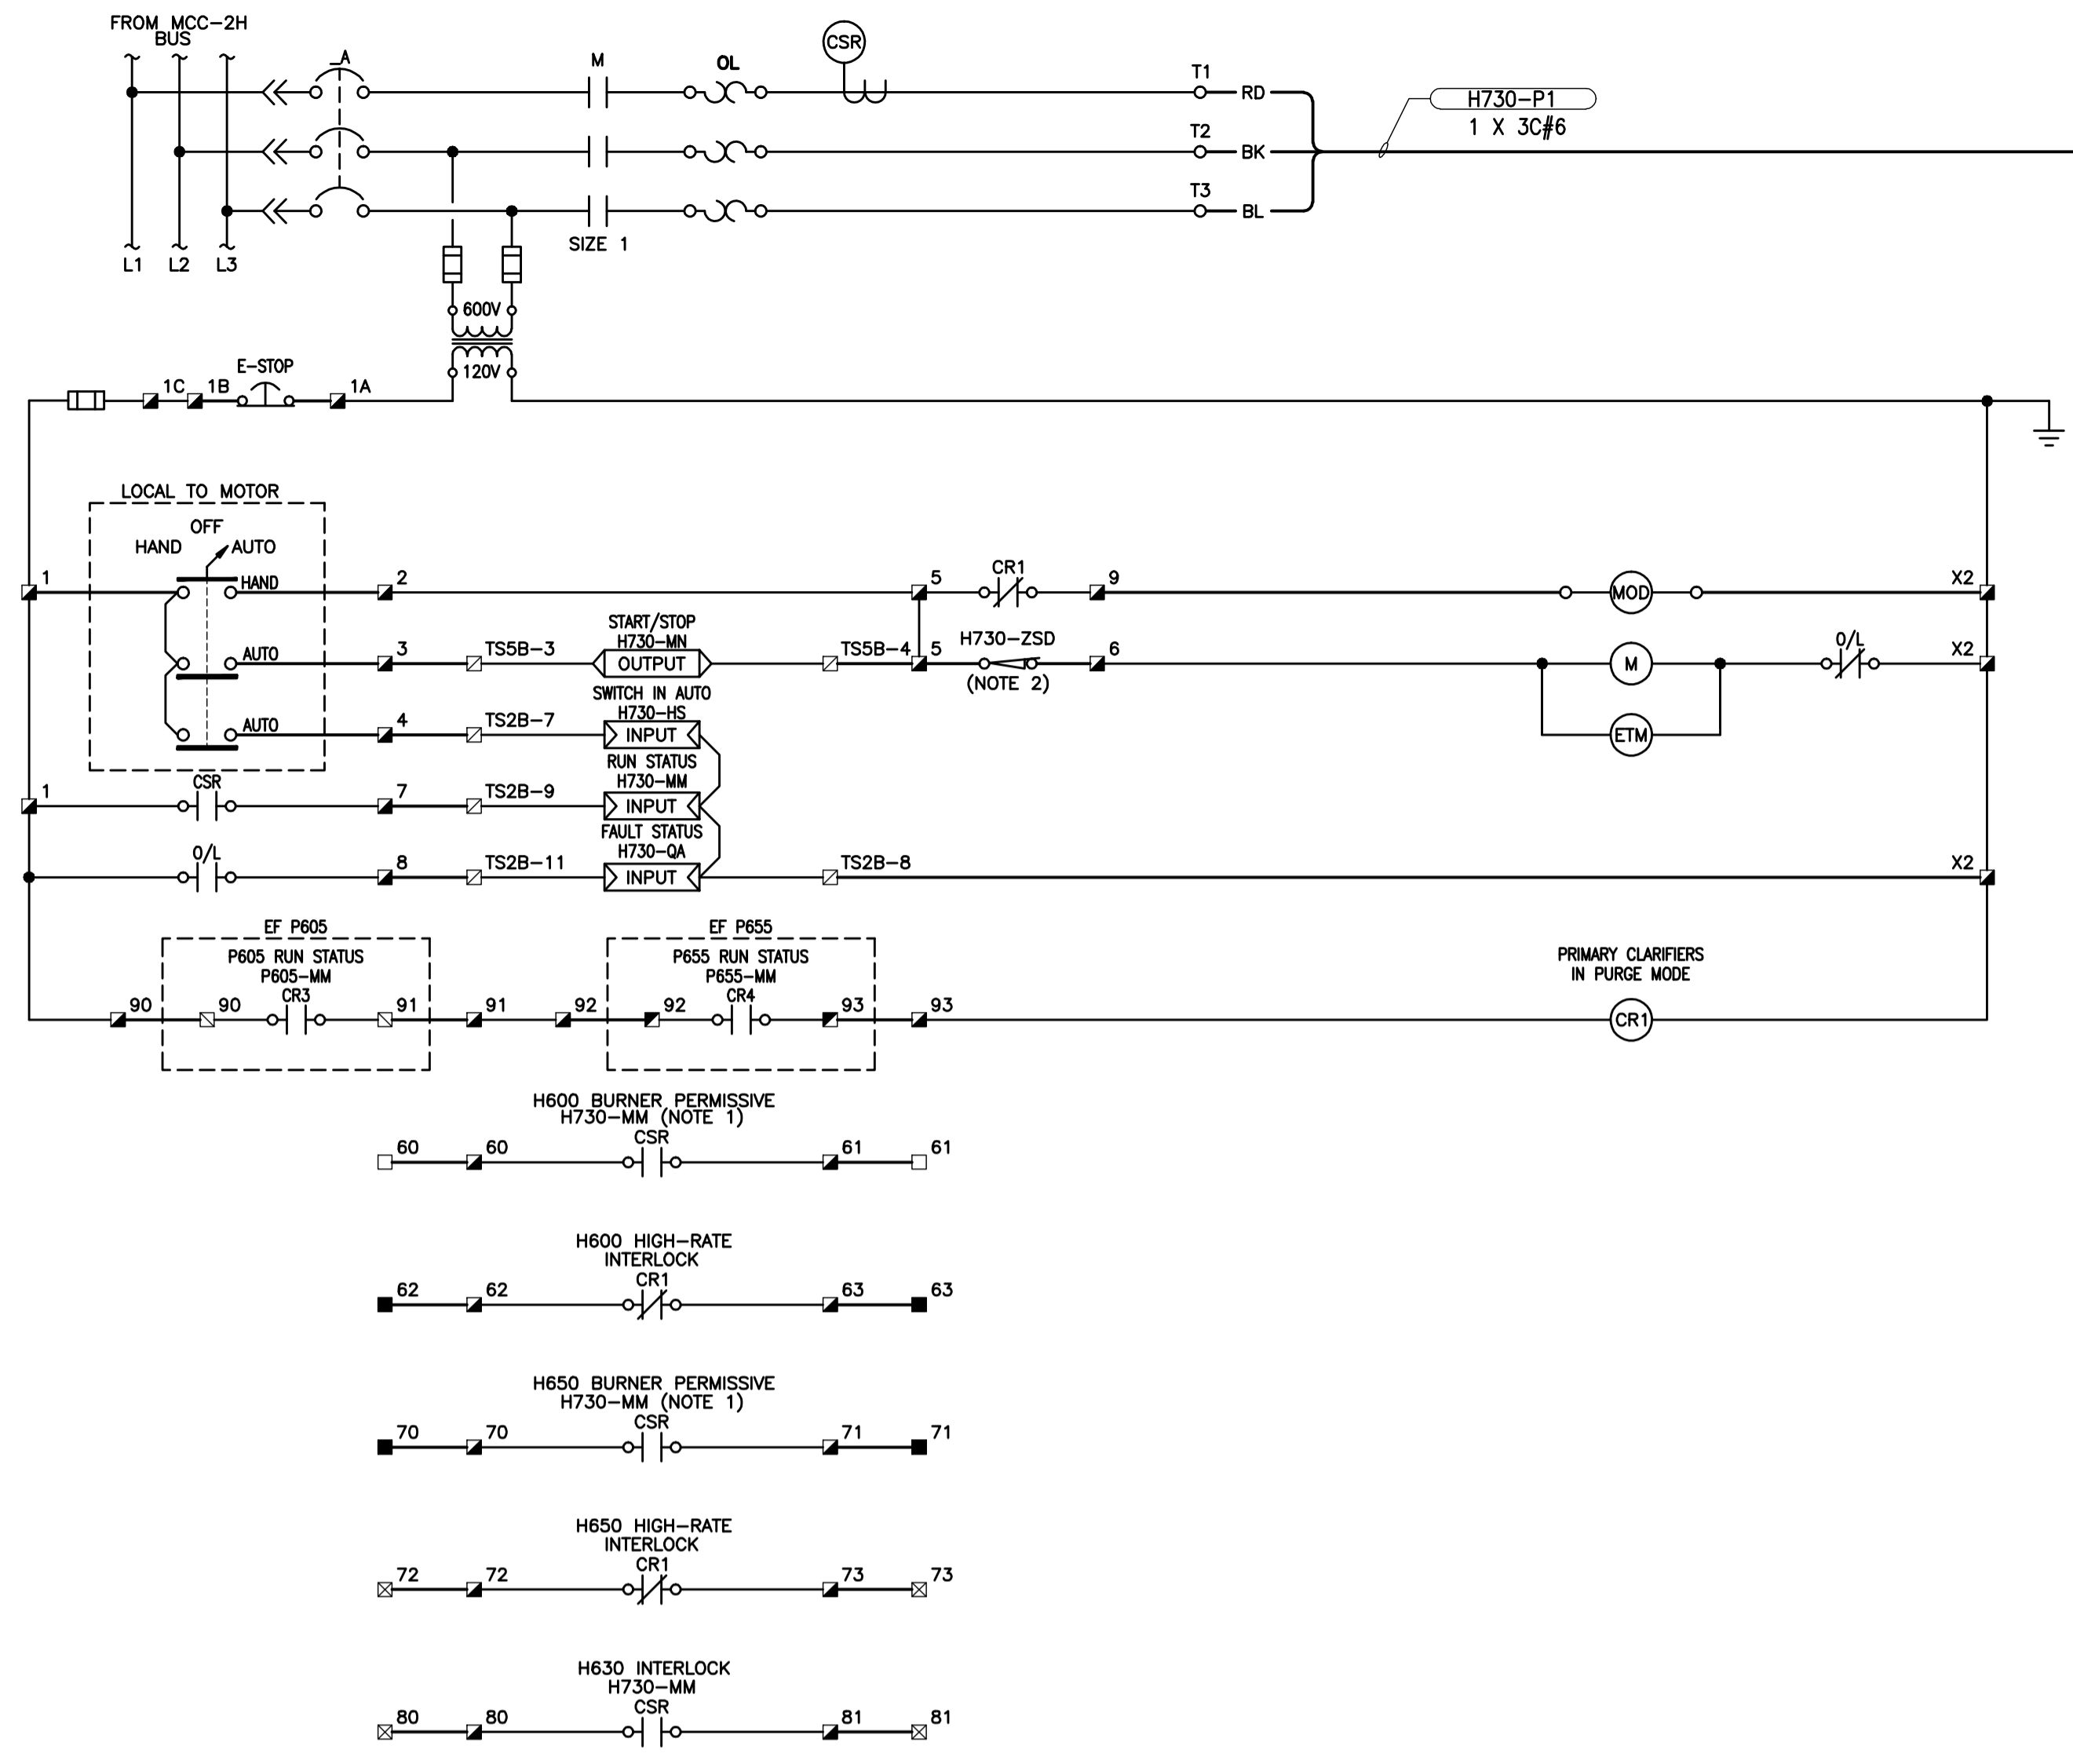 FROM MCC-2H
BUS
_A
M
OL
CSR
T1
RD
H730-P1
1 X 3C#6
T2
BK
T3
BL
SIZE 1
L1 L2 L3
600V
120V
E-STOP
1C 1B 1A
LOCAL TO MOTOR
OFF
HAND AUTO
1 HAND 2 5 CR1 9 MOD X2
START/STOP
H730-MN
AUTO 3 TS5B-3 OUTPUT TS5B-4 5 H730-ZSD 6 M O/L X2
(NOTE 2)
SWITCH IN AUTO
H730-HS
AUTO 4 TS2B-7 INPUT ETM
RUN STATUS
H730-MM
1 CSR 7 TS2B-9 INPUT
FAULT STATUS
H730-QA
O/L 8 TS2B-11 INPUT TS2B-8 X2
EF P605
P605 RUN STATUS
P605-MM
CR3
EF P655
P655 RUN STATUS
P655-MM
CR4
PRIMARY CLARIFIERS
IN PURGE MODE
90 90 91 91 92 92 93 93 CR1
H600 BURNER PERMISSIVE
H730-MM (NOTE 1)
CSR
60 60 61 61
H600 HIGH-RATE
INTERLOCK
CR1
62 62 63 63
H650 BURNER PERMISSIVE
H730-MM (NOTE 1)
CSR
70 70 71 71
H650 HIGH-RATE
INTERLOCK
CR1
72 72 73 73
H630 INTERLOCK
H730-MM
CSR
80 80 81 81